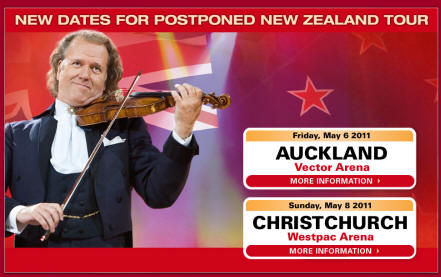 NEW DATES FOR POSTPONED NEW ZEALAND TOUR
Friday, May 6 2011
AUCKLAND
Vector Arena
MORE INFORMATION
Sunday, May 8 2011
CHRISTCHURCH
Westpac Arena
MORE INFORMATION